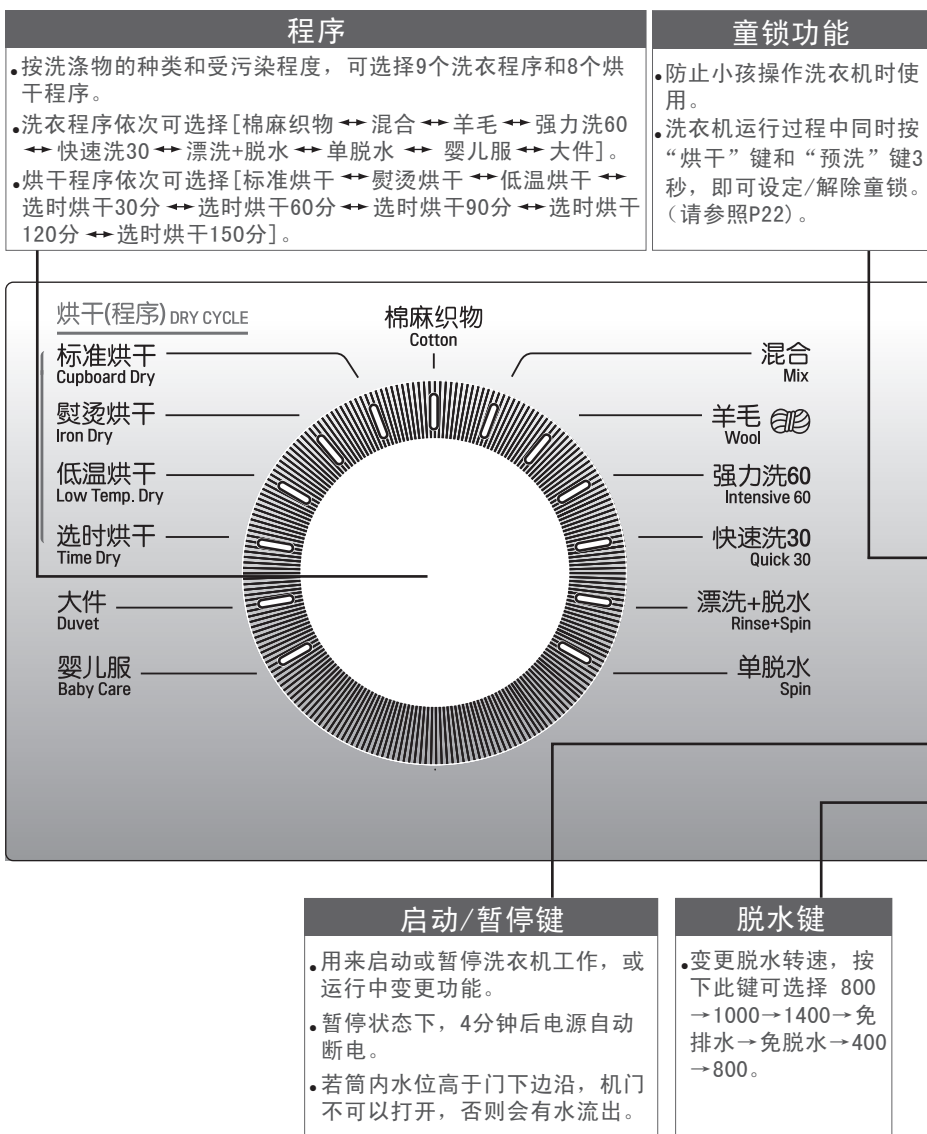 程序
•按洗涤物的种类和受污染程度，可选择9个洗衣程序和8个烘
干程序。
•洗衣程序依次可选择[棉麻织物↔混合↔羊毛↔强力洗60
↔快速洗30↔漂洗+脱水↔单脱水↔ 婴儿服↔大件]。
•烘干程序依次可选择[标准烘干↔熨烫烘干↔低温烘干↔
选时烘干30分↔选时烘干60分↔选时烘干90分↔选时烘干
120分↔选时烘干150分]。
童锁功能
•防止小孩操作洗衣机时使
用。
•洗衣机运行过程中同时按
“烘干”键和“预洗”键3
秒，即可设定/解除童锁。
（请参照P22）。
烘干(程序) DRY CYCLE
标准烘干
Cupboard Dry
熨烫烘干
Iron Dry
低温烘干
Low Temp. Dry
选时烘干
Time Dry
大件
Duvet
婴儿服
Baby Care
棉麻织物
Cotton
混合
Mix
羊毛
Wool
强力洗60
Intensive 60
快速洗30
Quick 30
漂洗+脱水
Rinse+Spin
单脱水
Spin
启动/暂停键
•用来启动或暂停洗衣机工作，或
运行中变更功能。
•暂停状态下，4分钟后电源自动
断电。
•若筒内水位高于门下边沿，机门
不可以打开，否则会有水流出。
脱水键
•变更脱水转速，按
下此键可选择 800
→1000→1400→免
排水→免脱水→400
→800。